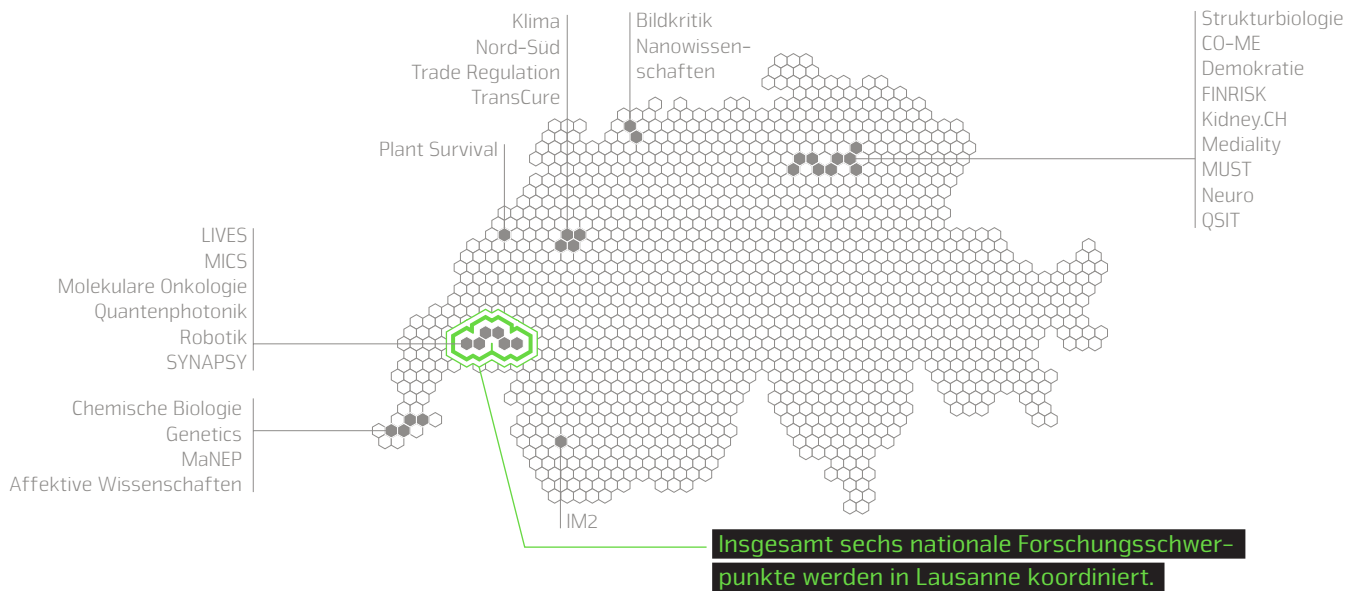 Klima
Nord-Süd
Trade Regulation
TransCure
Bildkritik
Nanowissen-
schaften
Strukturbiologie
CO-ME
Demokratie
FINRISK
Kidney.CH
Mediality
MUST
Neuro
QSIT
Plant Survival
LIVES
MICS
Molekulare Onkologie
Quantenphotonik
Robotik
SYNAPSY
Chemische Biologie
Genetics
MaNEP
Affektive Wissenschaften
IM2
Insgesamt sechs nationale Forschungsschwer-
punkte werden in Lausanne koordiniert.